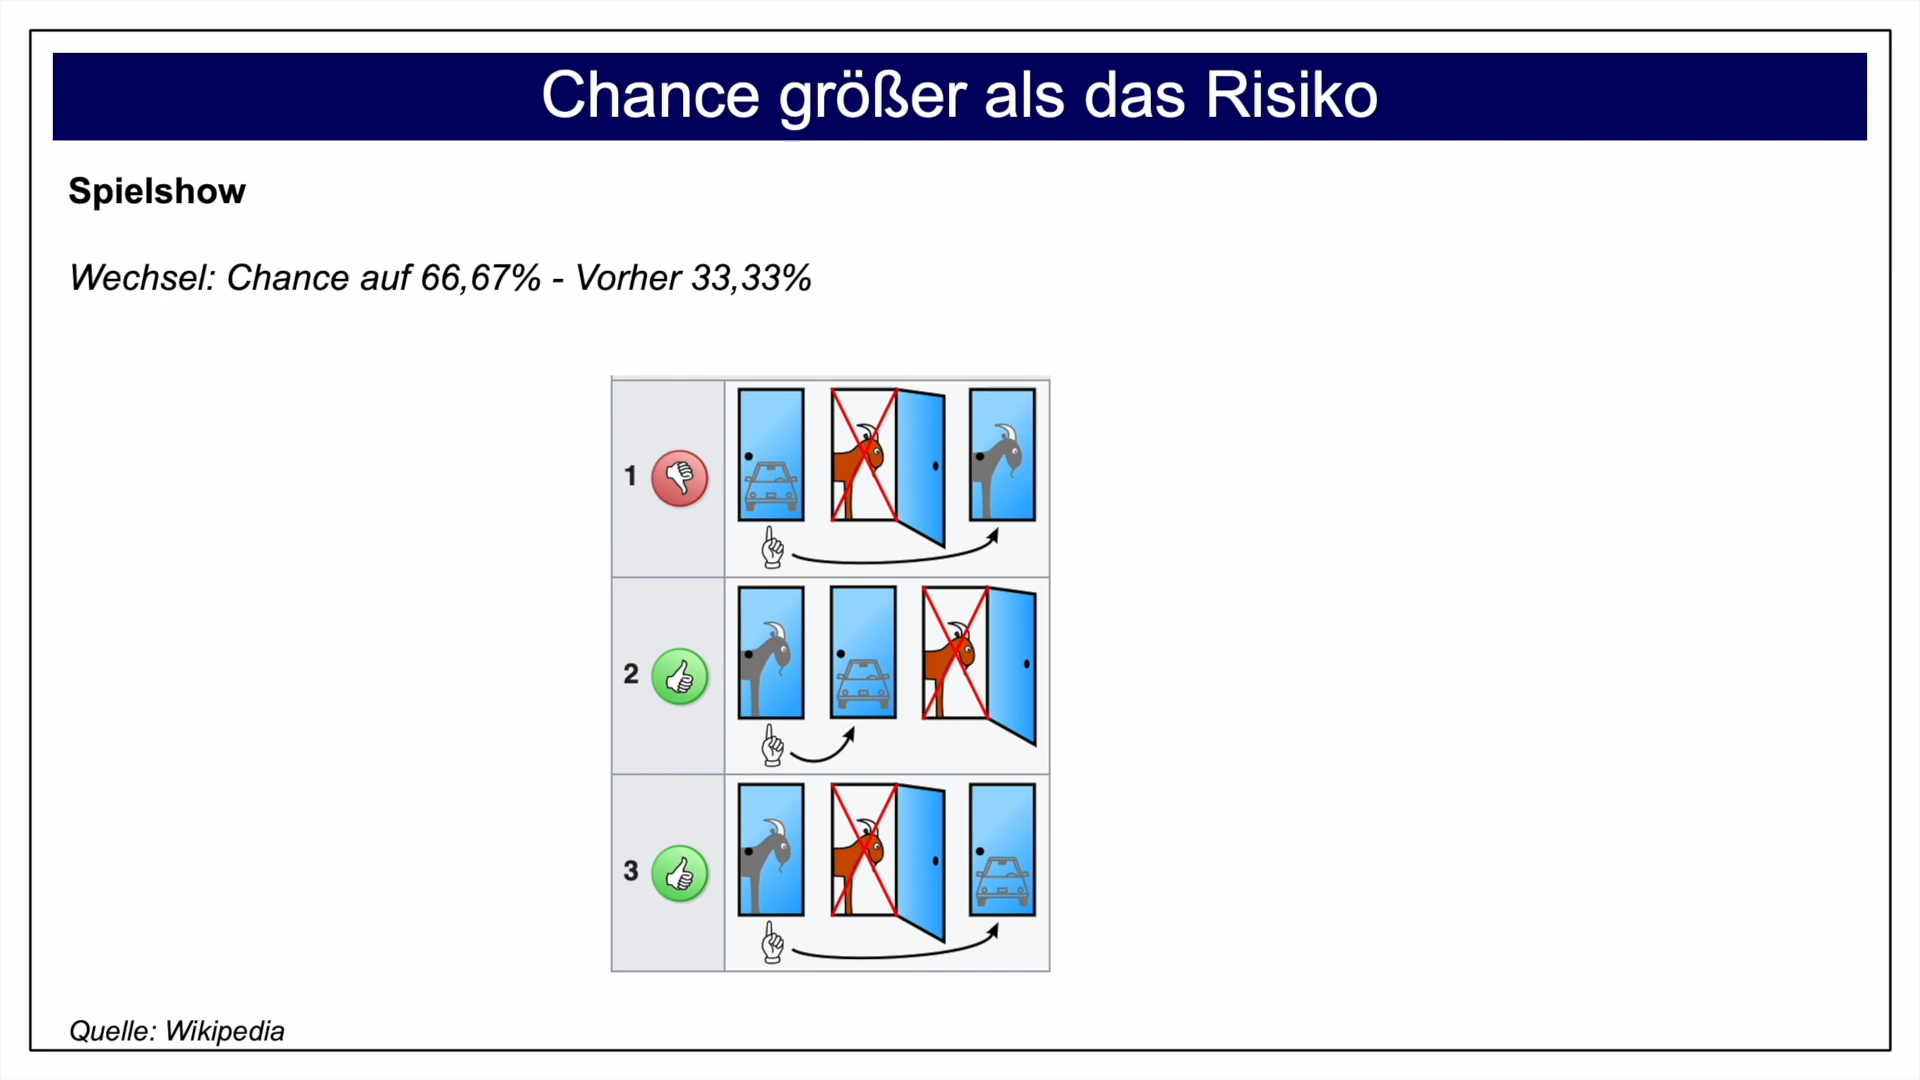 Chance größer als das Risiko
Spielshow
Wechsel: Chance auf 66,67% - Vorher 33,33%
1
2
3
Quelle: Wikipedia